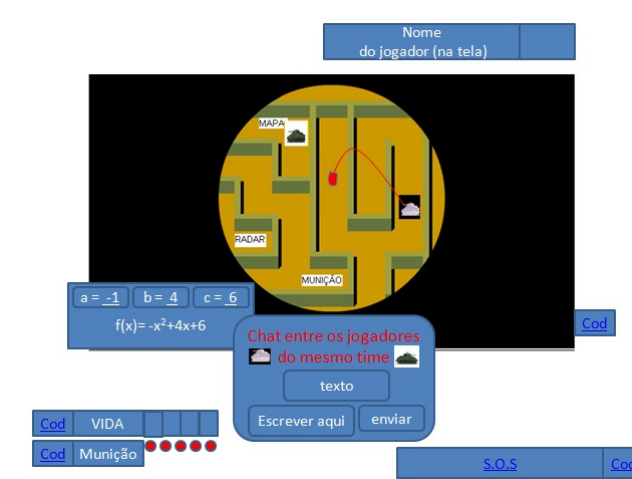 Nome
do jogador (na tela)
MAPA
RADAR
MUNIÇÃO
a = -1 b = 4 c = 6
f(x)= -x²+4x+6
Cod
Chat entre os jogadores
do mesmo time
texto
Escrever aqui enviar
Cod VIDA
Cod Munição
S.O.S Cod